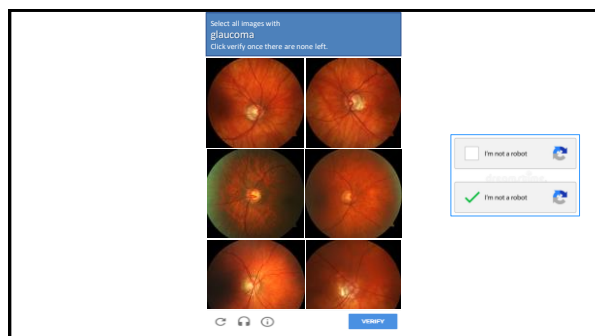 Select all images with
glaucoma
Click verify once there are none left.
I'm not a robot
I'm not a robot
VERIFY